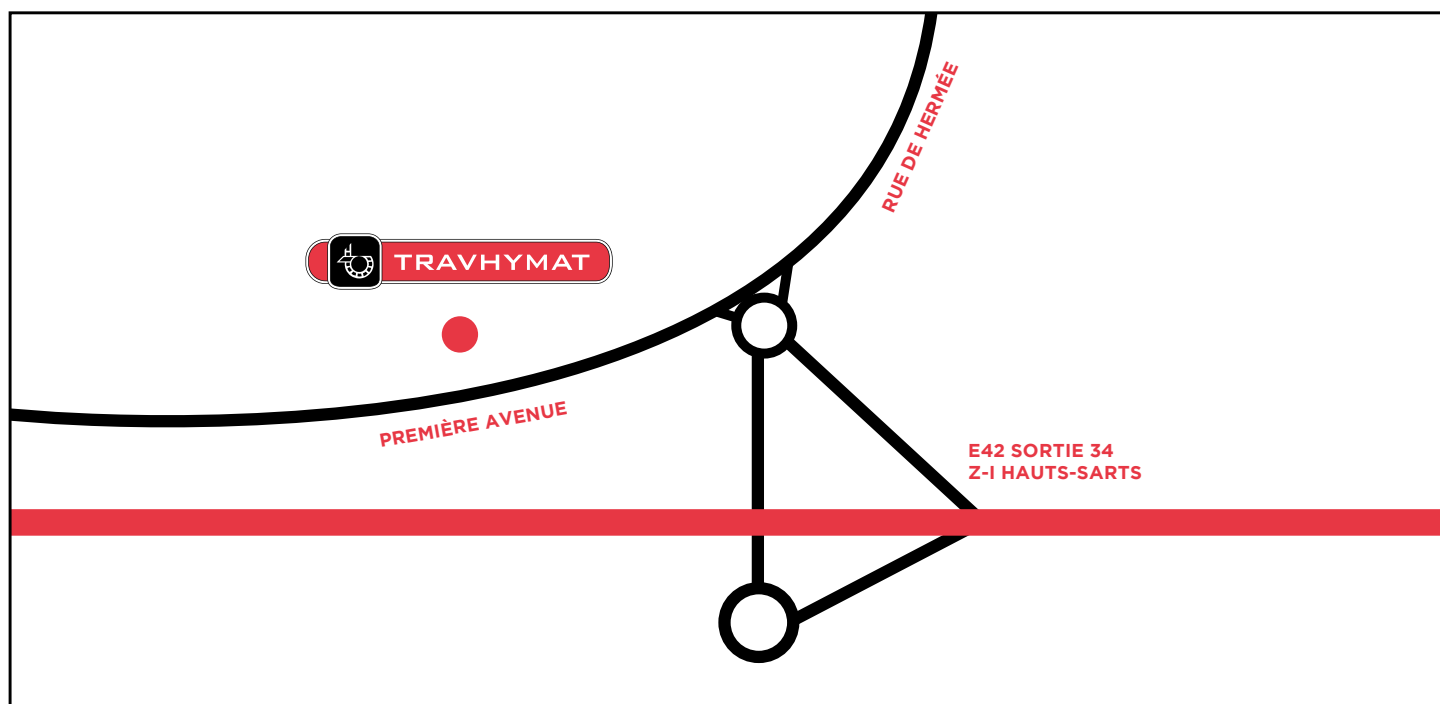 RUE DE HERMÉE
TRAVHYMAT
PREMIÈRE AVENUE
E42 SORTIE 34
Z-I HAUTS-SARTS